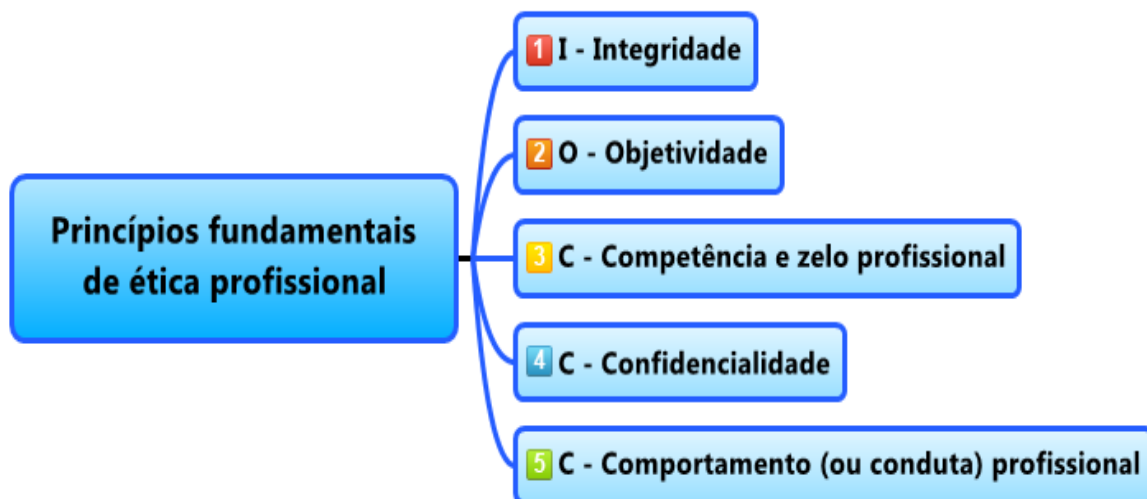 Princípios fundamentais
de ética profissional
1 I - Integridade
2 O - Objetividade
3 C - Competência e zelo profissional
4 C - Confidencialidade
5 C - Comportamento (ou conduta) profissional